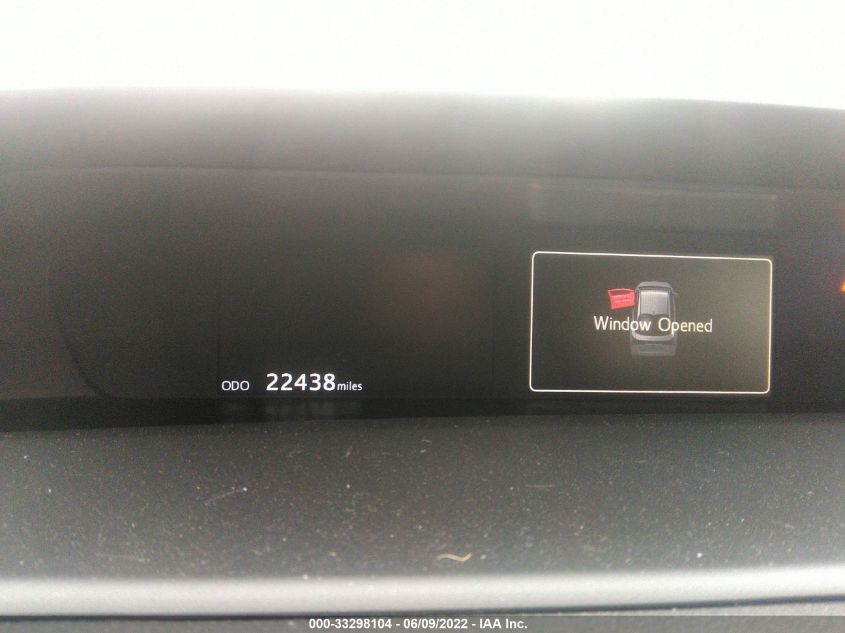 Window Opened
ODO 22438 miles
000-33298104 - 06/09/2022 - IAA Inc.